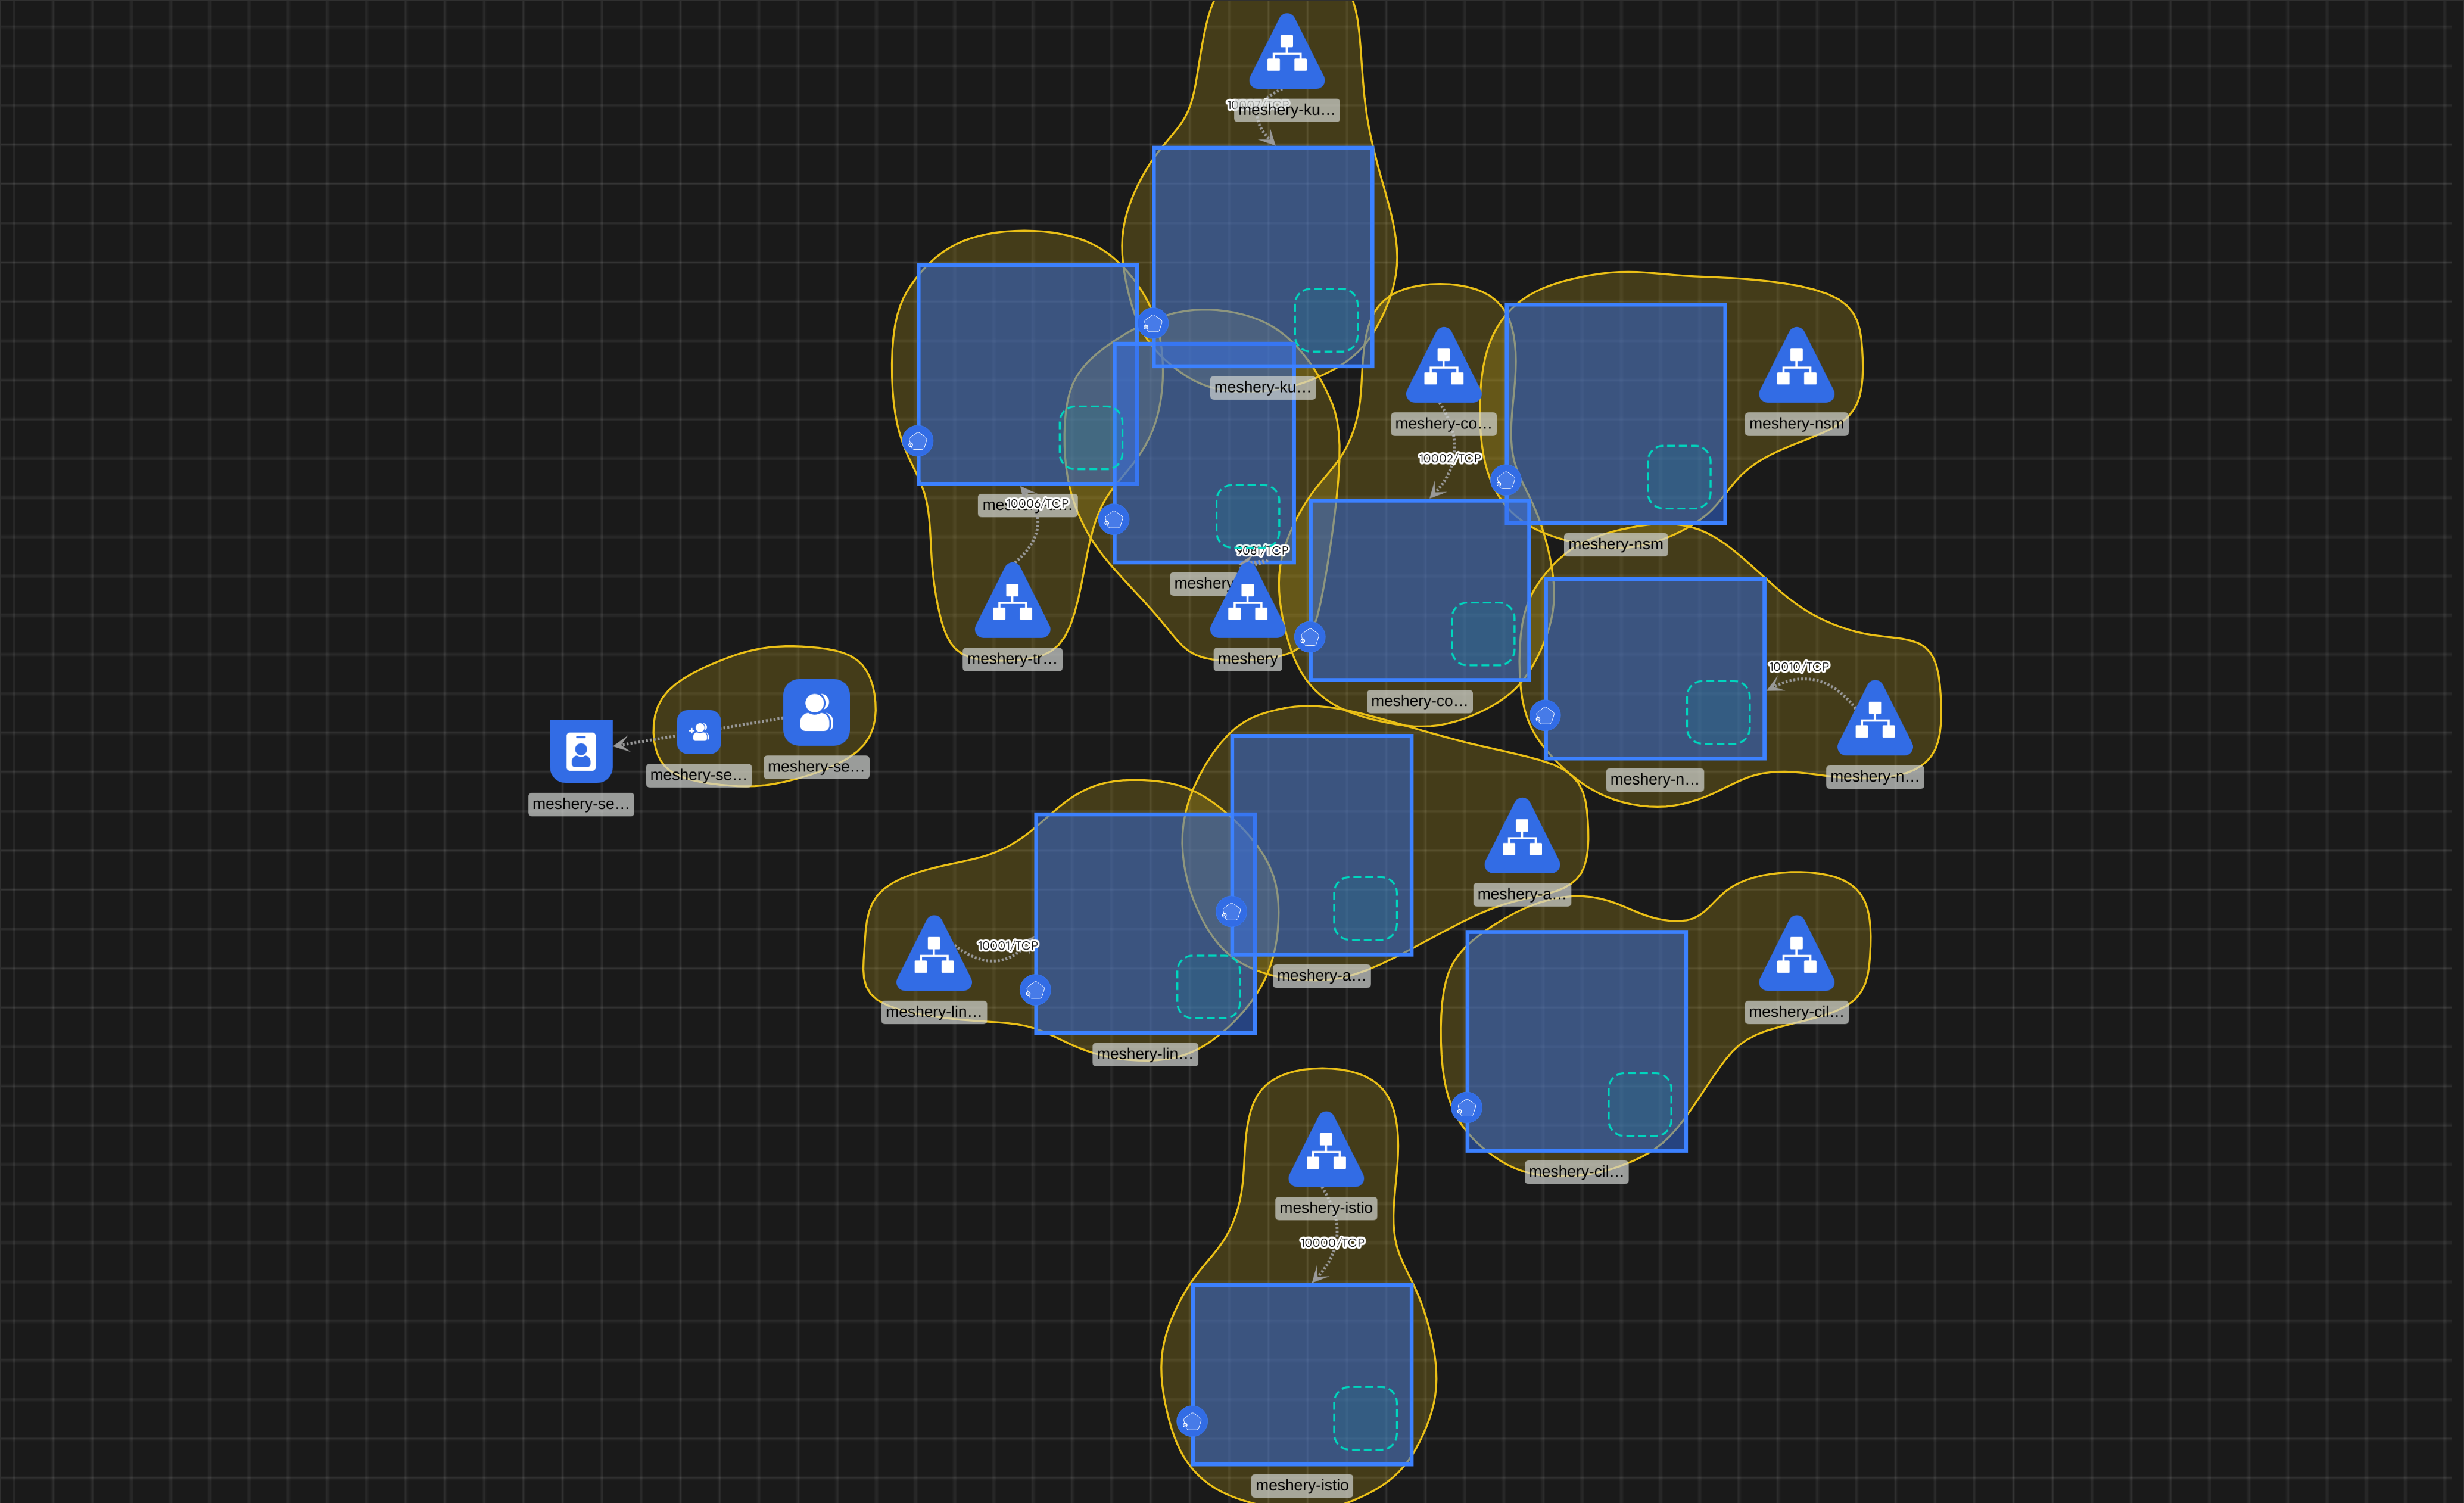 meshery-ku…
meshery-ku…
meshery-co…
meshery-nsm
10002/TCP
10006/TCP
meshery-nsm
9081/TCP
meshery
meshery-tr…
meshery
10010/TCP
meshery-co…
meshery-se…
meshery-se…
meshery-n…
meshery-n…
meshery-se…
meshery-a…
10001/TCP
meshery-a…
meshery-lin…
meshery-cil…
meshery-lin…
meshery-cil…
meshery-istio
10000/TCP
meshery-istio